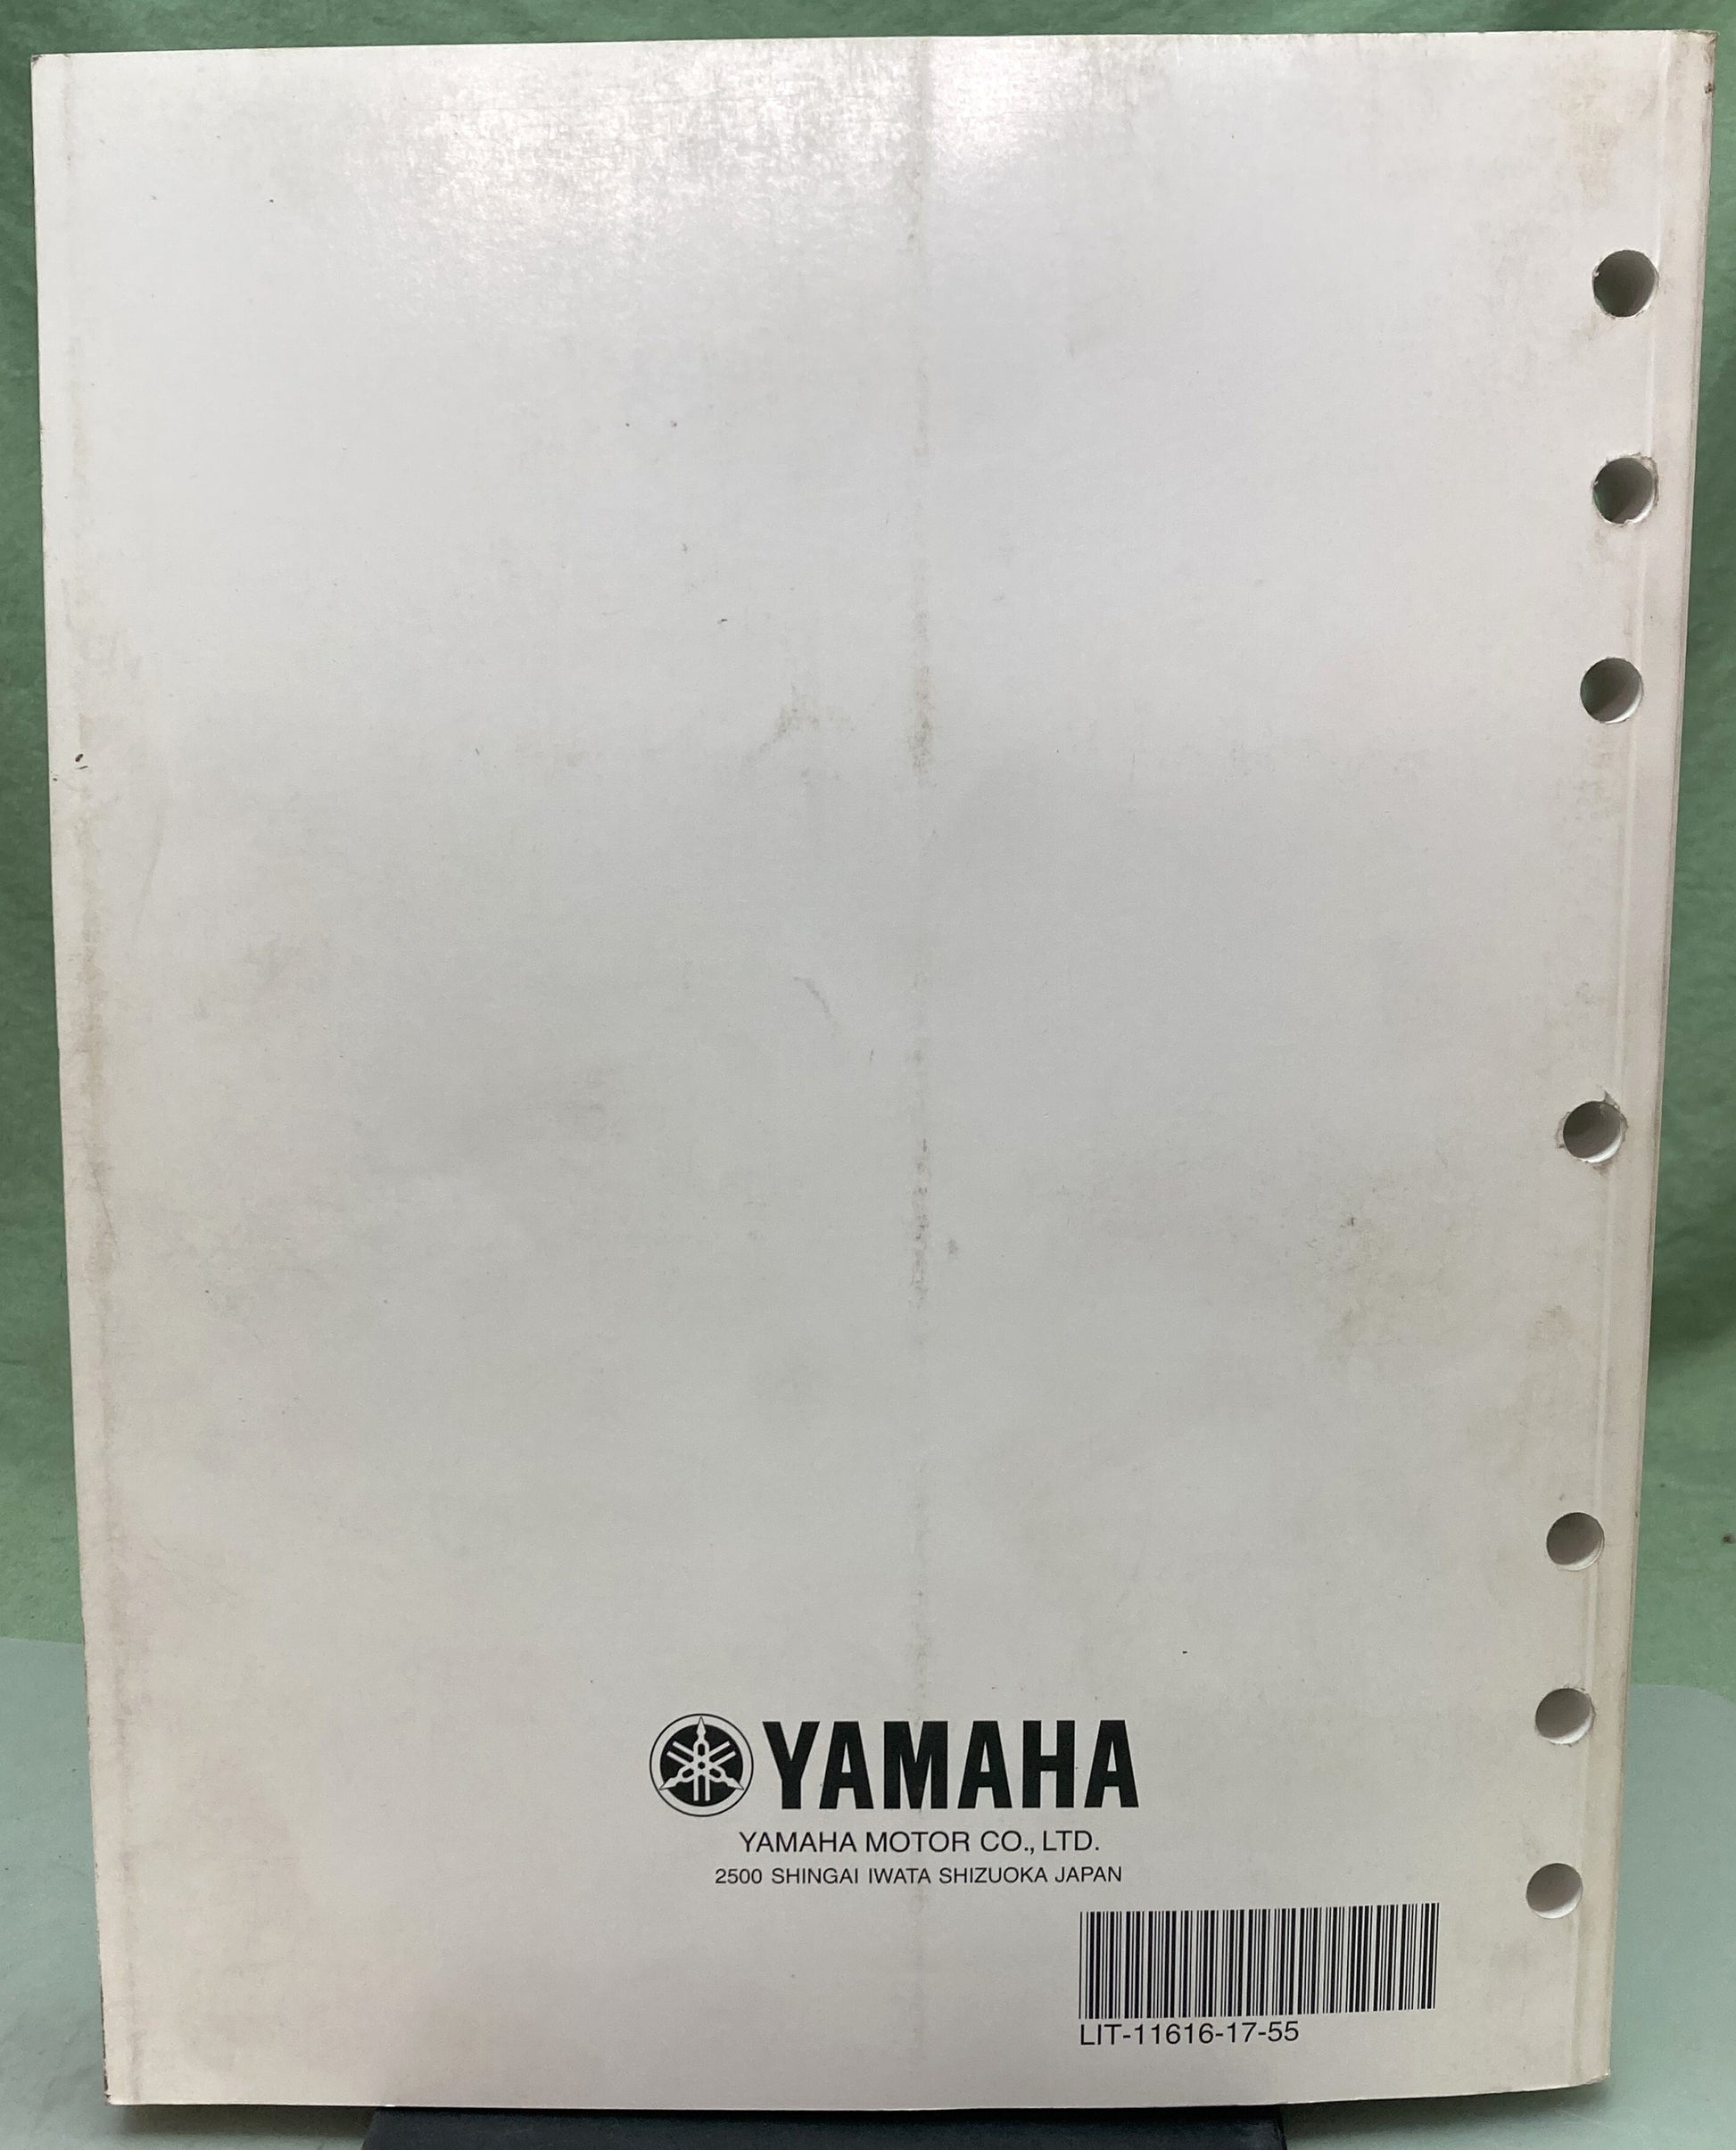 YAMAHA
YAMAHA MOTOR CO., LTD.
2500 SHINGAI IWATA SHIZUOKA JAPAN
LIT-11616-17-55